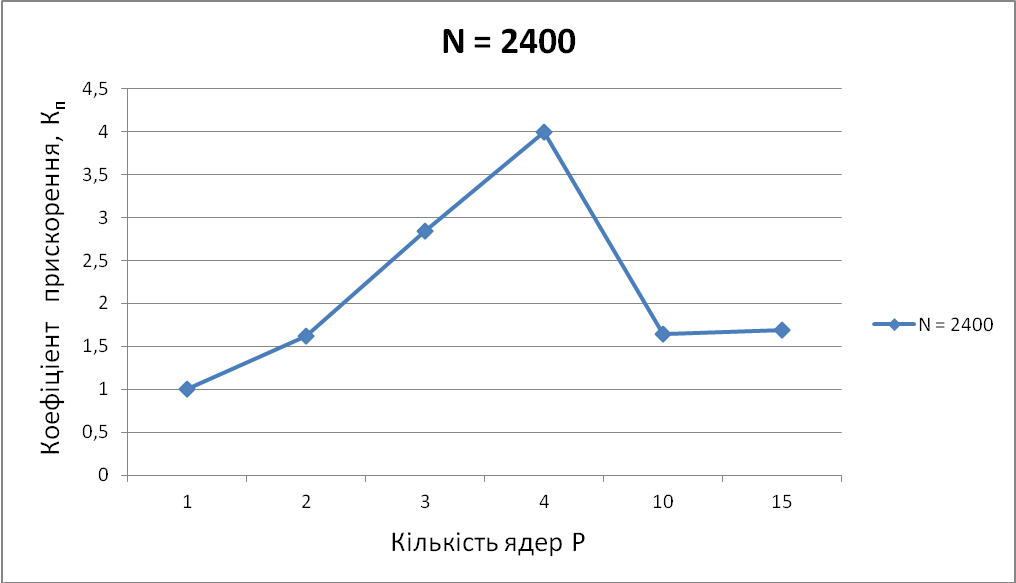 N = 2400
Коефіцієнт прискорення, Кп
4,5
4
3,5
3
2,5
2
1,5
1
0,5
0
1 2 3 4 10 15
Кількість ядер Р
N = 2400